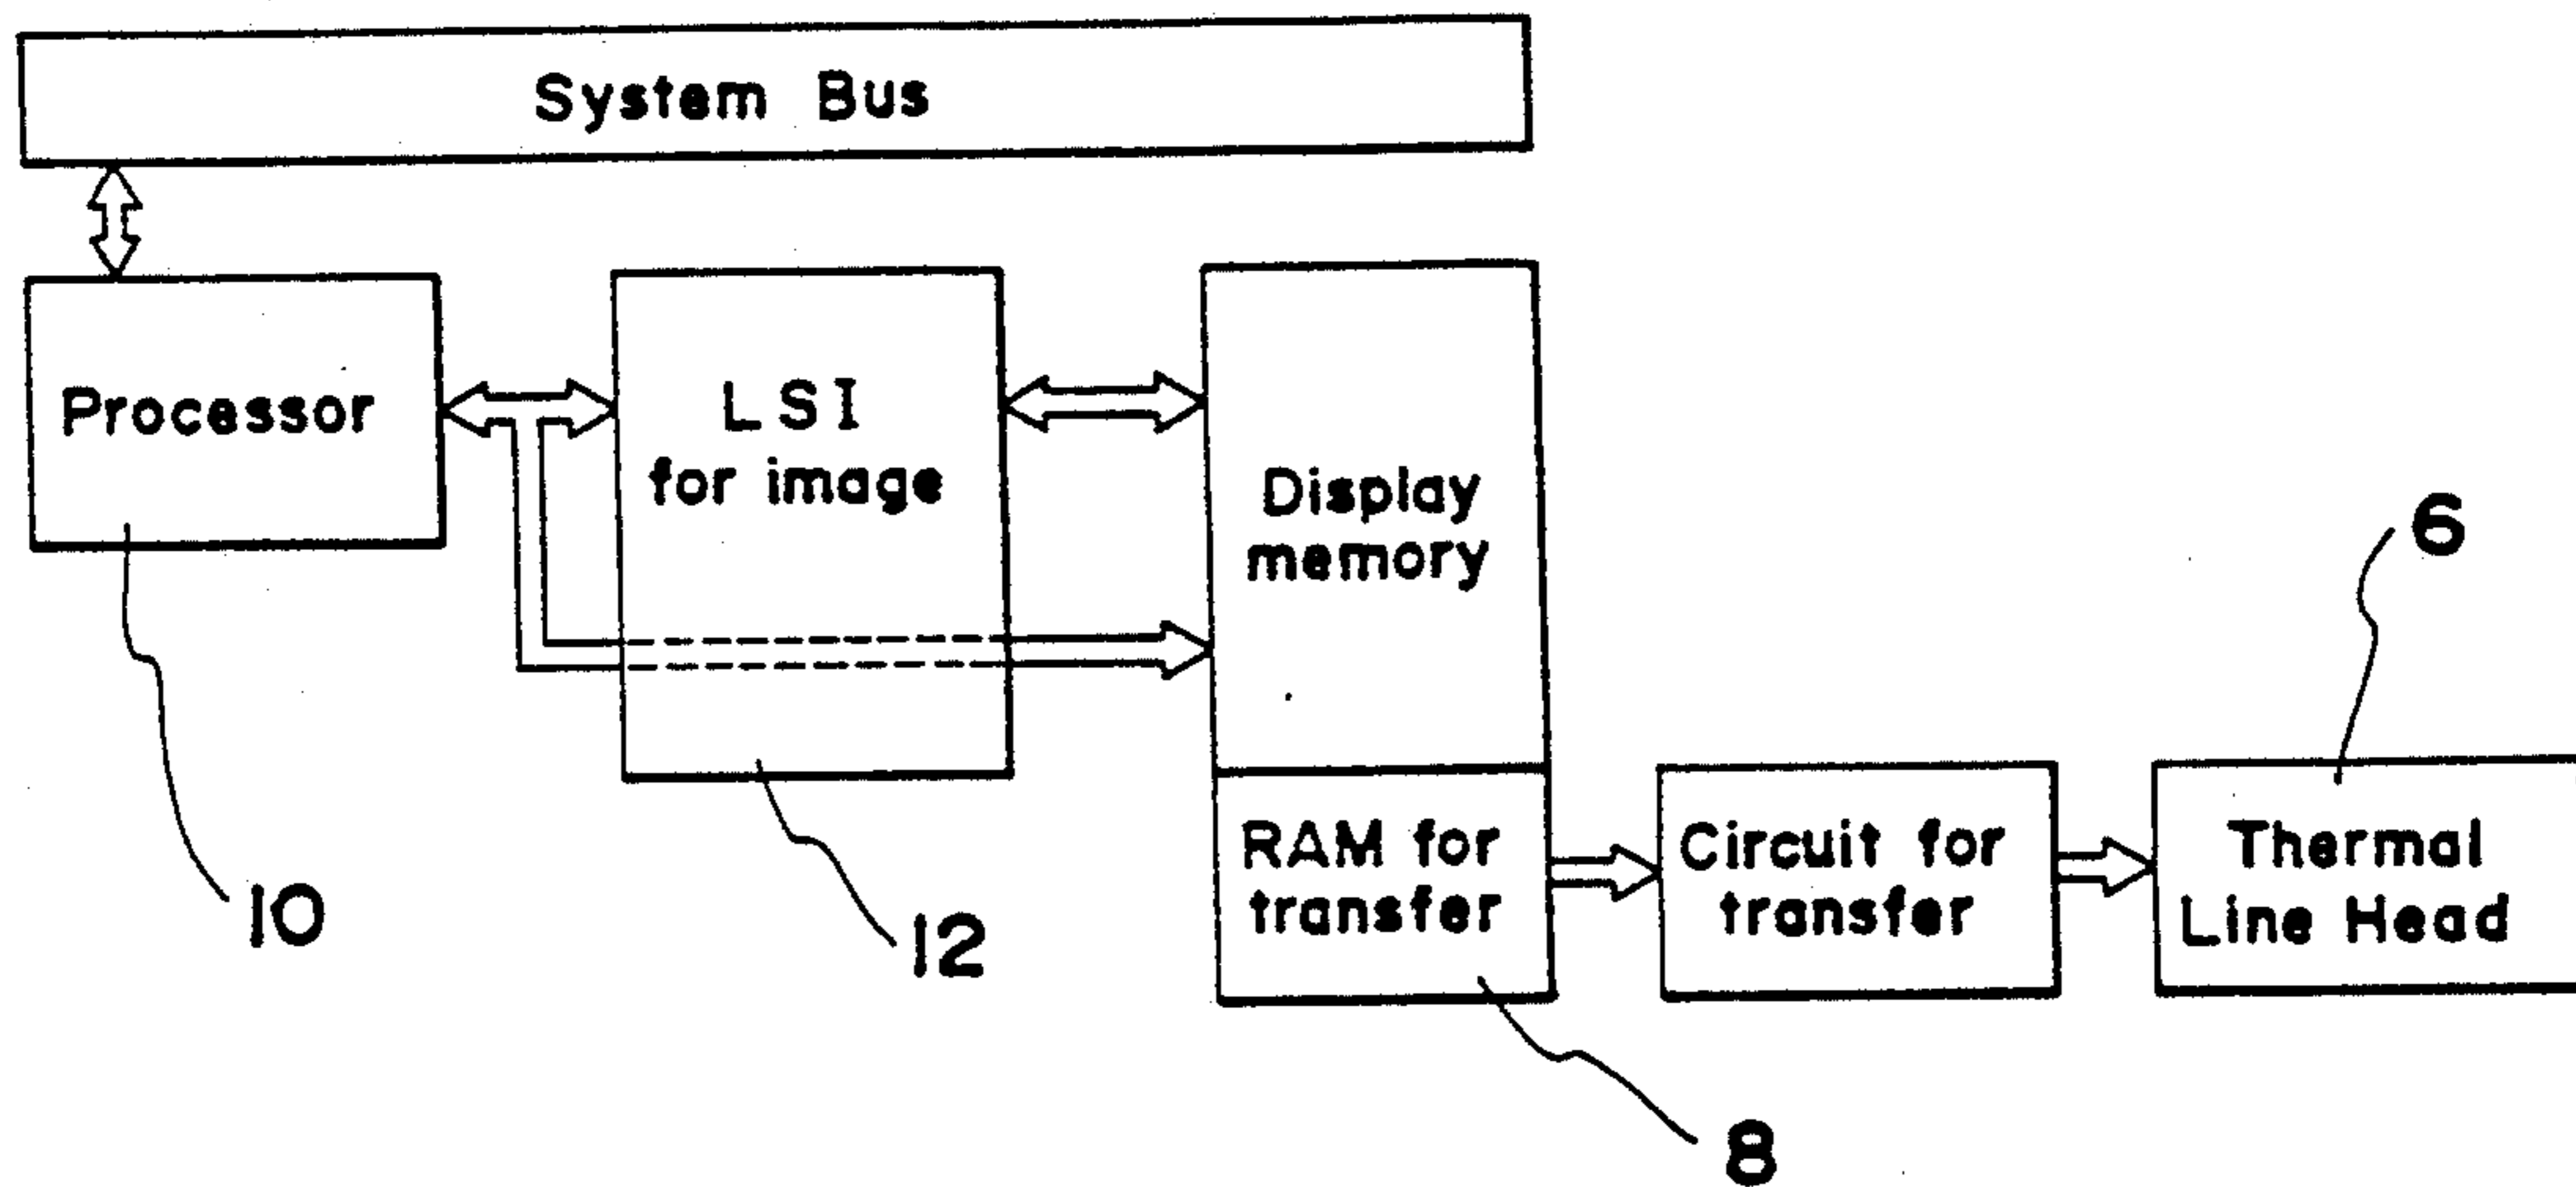 System Bus
Processor
LSI
for image
Display
memory
6
RAM for
transfer
Circuit for
transfer
Thermal
Line Head
10
12
8